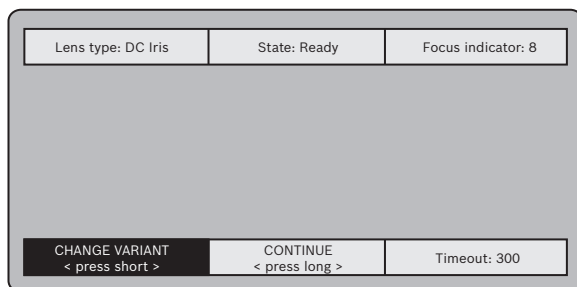 Lens type: DC Iris
State: Ready
Focus indicator: 8
CHANGE VARIANT
< press short >
CONTINUE
< press long >
Timeout: 300